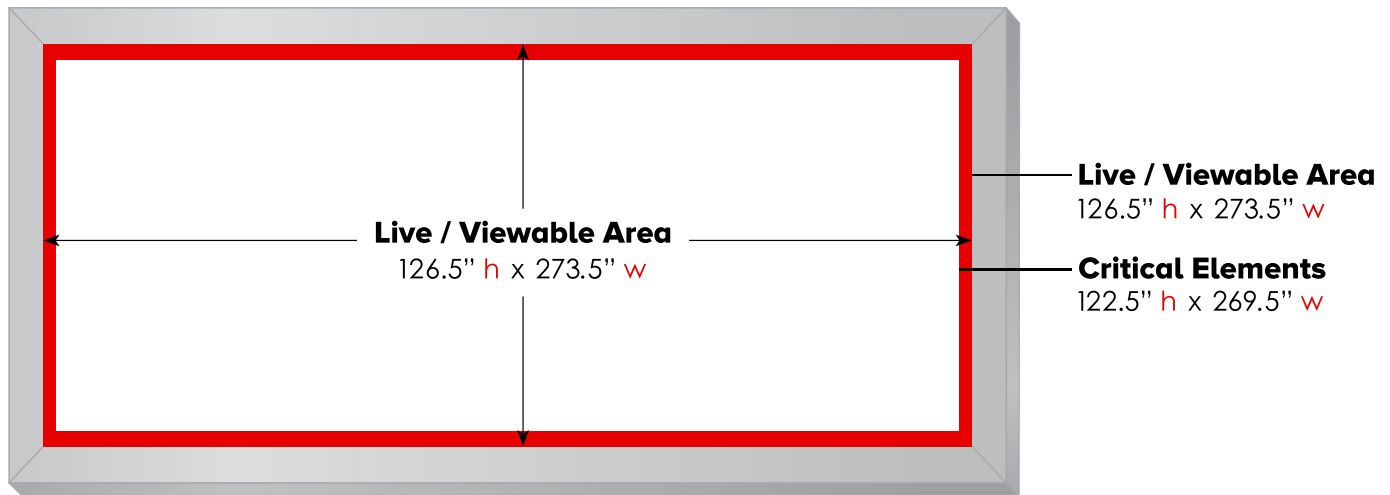 Live / Viewable Area
126.5” h x 273.5” w
Live / Viewable Area
126.5” h x 273.5” w
Critical Elements
122.5” h x 269.5” w